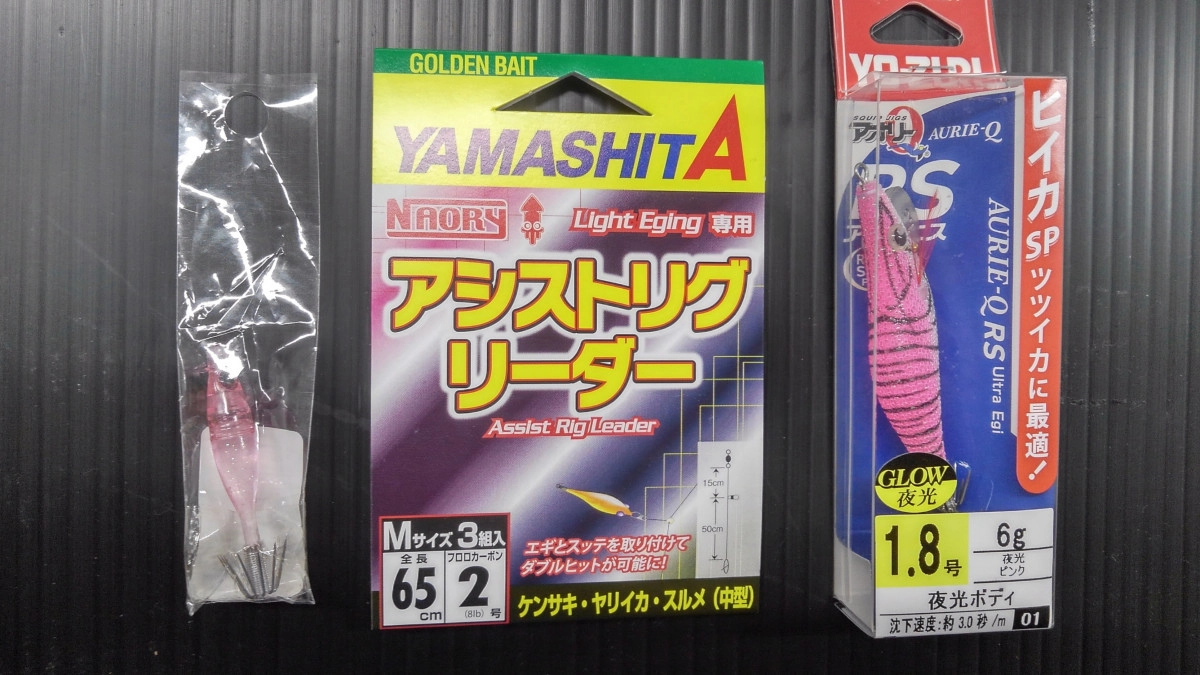 GOLDEN BAIT
YAMASHITA
NAORY
Light Eging 専用
アシストリグ
リーダー
Assist Rig Leader
15cm
50cm
Mサイズ 3組入
全長
65cm
フロロカーボン
2号
(8lb)
エギとスッテを取り付けて
ダブルヒットが可能に!
ケンサキ・ヤリイカ・スルメ(中型)
YO-ZURI
SQUID JIGS
アオリーQ
AURIE-Q
RS
ヒイカSPッツイカに最適!
AURIE-Q RS Ultra Egi
GLOW
夜光
1.8号
6g
夜光
ピンク
夜光ボディ
沈下速度:約3.0秒/m
01